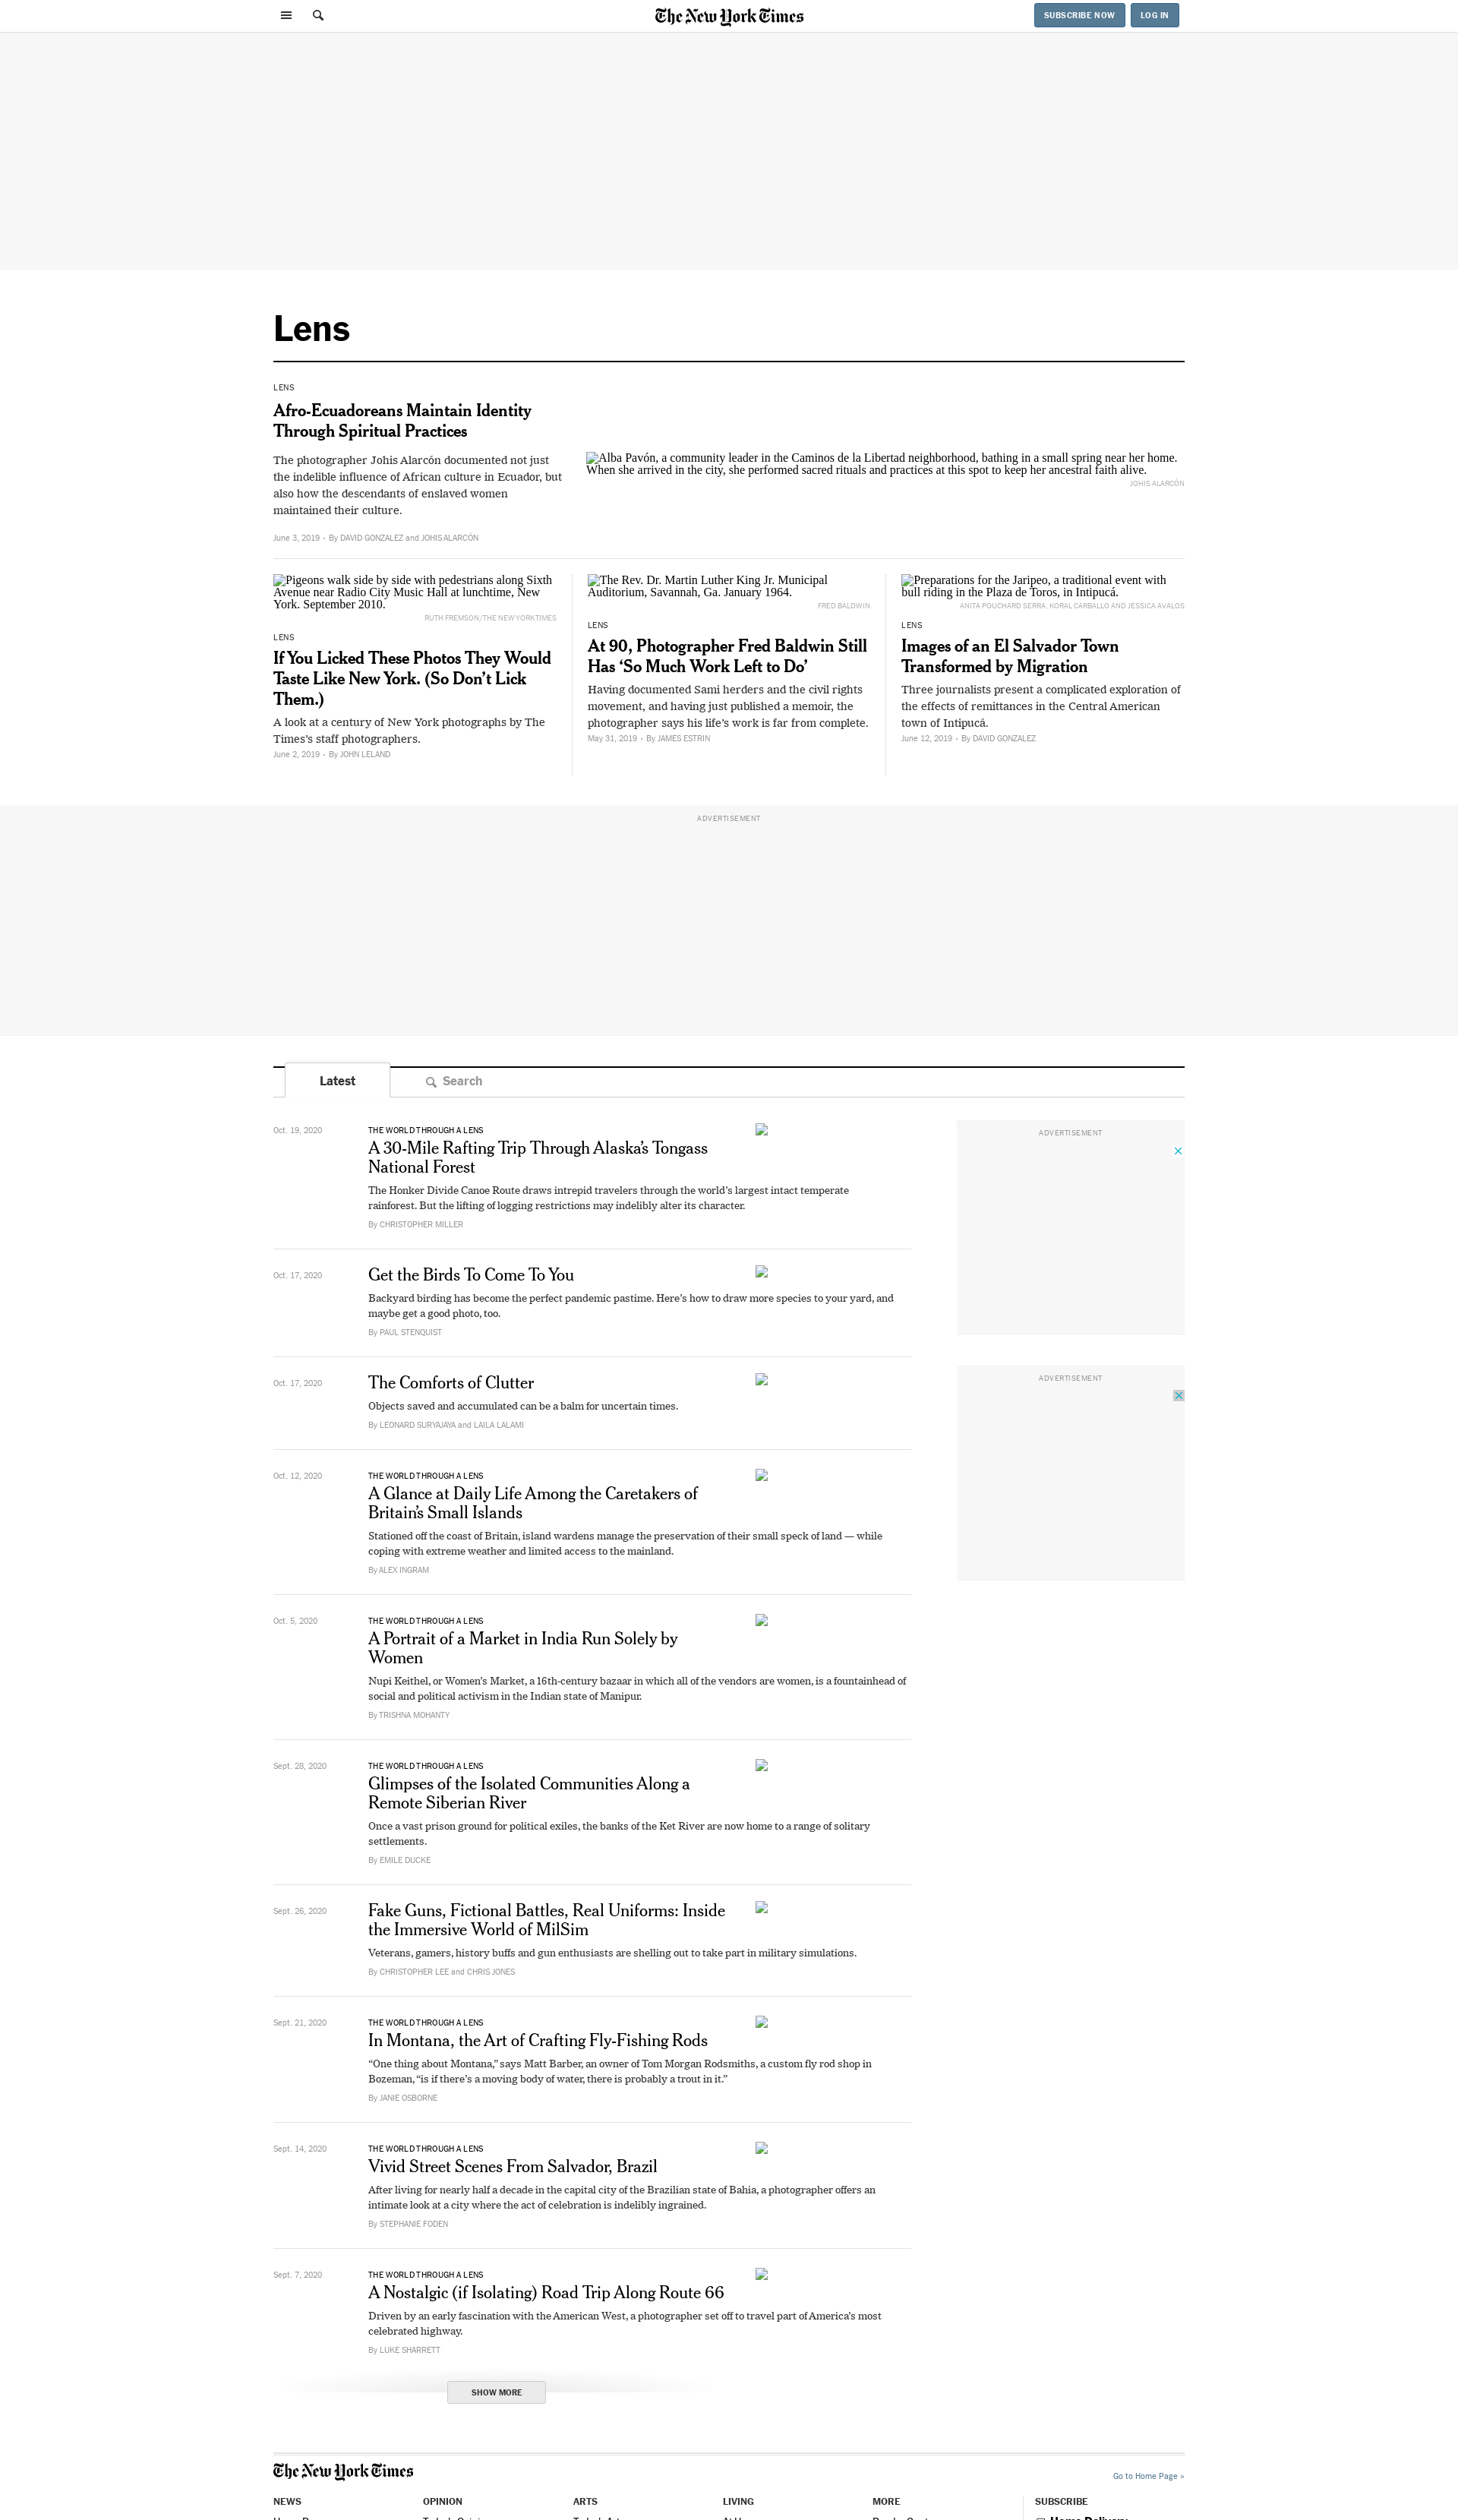 The New York Times
SUBSCRIBE NOW
LOG IN
Lens
LENS
Afro-Ecuadoreans Maintain Identity
Through Spiritual Practices
The photographer Johis Alarcón documented not just
the indelible influence of African culture in Ecuador, but
also how the descendants of enslaved women
maintained their culture.
June 3, 2019 - By DAVID GONZALEZ and JOHIS ALARCÓN
Alba Pavón, a community leader in the Caminos de la Libertad neighborhood, bathing in a small spring near her home.
When she arrived in the city, she performed sacred rituals and practices at this spot to keep her ancestral faith alive.
JOHIS ALARCÓN
Pigeons walk side by side with pedestrians along Sixth
Avenue near Radio City Music Hall at lunchtime, New
York. September 2010.
RUTH FREMSON/THE NEW YORK TIMES
LENS
If You Licked These Photos They Would
Taste Like New York. (So Don’t Lick
Them.)
A look at a century of New York photographs by The
Times’s staff photographers.
June 2, 2019 - By JOHN LELAND
The Rev. Dr. Martin Luther King Jr. Municipal
Auditorium, Savannah, Ga. January 1964.
FRED BALDWIN
LENS
At 90, Photographer Fred Baldwin Still
Has ‘So Much Work Left to Do’
Having documented Sami herders and the civil rights
movement, and having just published a memoir, the
photographer says his life’s work is far from complete.
May 31, 2019 - By JAMES ESTRIN
Preparations for the Jaripeo, a traditional event with
bull riding in the Plaza de Toros, in Intipucá.
ANITA POUCHARD SERRA, KORAL CARBALLO AND JESSICA AVALOS
LENS
Images of an El Salvador Town
Transformed by Migration
Three journalists present a complicated exploration of
the effects of remittances in the Central American
town of Intipucá.
June 12, 2019 - By DAVID GONZALEZ
ADVERTISEMENT
Latest
Search
Oct. 19, 2020
THE WORLD THROUGH A LENS
A 30-Mile Rafting Trip Through Alaska’s Tongass
National Forest
The Honker Divide Canoe Route draws intrepid travelers through the world’s largest intact temperate
rainforest. But the lifting of logging restrictions may indelibly alter its character.
By CHRISTOPHER MILLER
ADVERTISEMENT
Oct. 17, 2020
Get the Birds To Come To You
Backyard birding has become the perfect pandemic pastime. Here’s how to draw more species to your yard, and
maybe get a good photo, too.
By PAUL STENQUIST
Oct. 17, 2020
The Comforts of Clutter
Objects saved and accumulated can be a balm for uncertain times.
By LEONARD SURYAJAYA and LAILA LALAMI
ADVERTISEMENT
Oct. 12, 2020
THE WORLD THROUGH A LENS
A Glance at Daily Life Among the Caretakers of
Britain’s Small Islands
Stationed off the coast of Britain, island wardens manage the preservation of their small speck of land — while
coping with extreme weather and limited access to the mainland.
By ALEX INGRAM
Oct. 5, 2020
THE WORLD THROUGH A LENS
A Portrait of a Market in India Run Solely by
Women
Nupi Keithel, or Women’s Market, a 16th-century bazaar in which all of the vendors are women, is a fountainhead of
social and political activism in the Indian state of Manipur.
By TRISHNA MOHANTY
Sept. 28, 2020
THE WORLD THROUGH A LENS
Glimpses of the Isolated Communities Along a
Remote Siberian River
Once a vast prison ground for political exiles, the banks of the Ket River are now home to a range of solitary
settlements.
By EMILE DUCKE
Sept. 26, 2020
Fake Guns, Fictional Battles, Real Uniforms: Inside
the Immersive World of MilSim
Veterans, gamers, history buffs and gun enthusiasts are shelling out to take part in military simulations.
By CHRISTOPHER LEE and CHRIS JONES
Sept. 21, 2020
THE WORLD THROUGH A LENS
In Montana, the Art of Crafting Fly-Fishing Rods
“One thing about Montana,” says Matt Barber, an owner of Tom Morgan Rodsmiths, a custom fly rod shop in
Bozeman, “is if there’s a moving body of water, there is probably a trout in it.”
By JANIE OSBORNE
Sept. 14, 2020
THE WORLD THROUGH A LENS
Vivid Street Scenes From Salvador, Brazil
After living for nearly half a decade in the capital city of the Brazilian state of Bahia, a photographer offers an
intimate look at a city where the act of celebration is indelibly ingrained.
By STEPHANIE FODEN
Sept. 7, 2020
THE WORLD THROUGH A LENS
A Nostalgic (if Isolating) Road Trip Along Route 66
Driven by an early fascination with the American West, a photographer set off to travel part of America’s most
celebrated highway.
By LUKE SHARRETT
SHOW MORE
The New York Times
Go to Home Page »
NEWS
OPINION
ARTS
LIVING
MORE
SUBSCRIBE